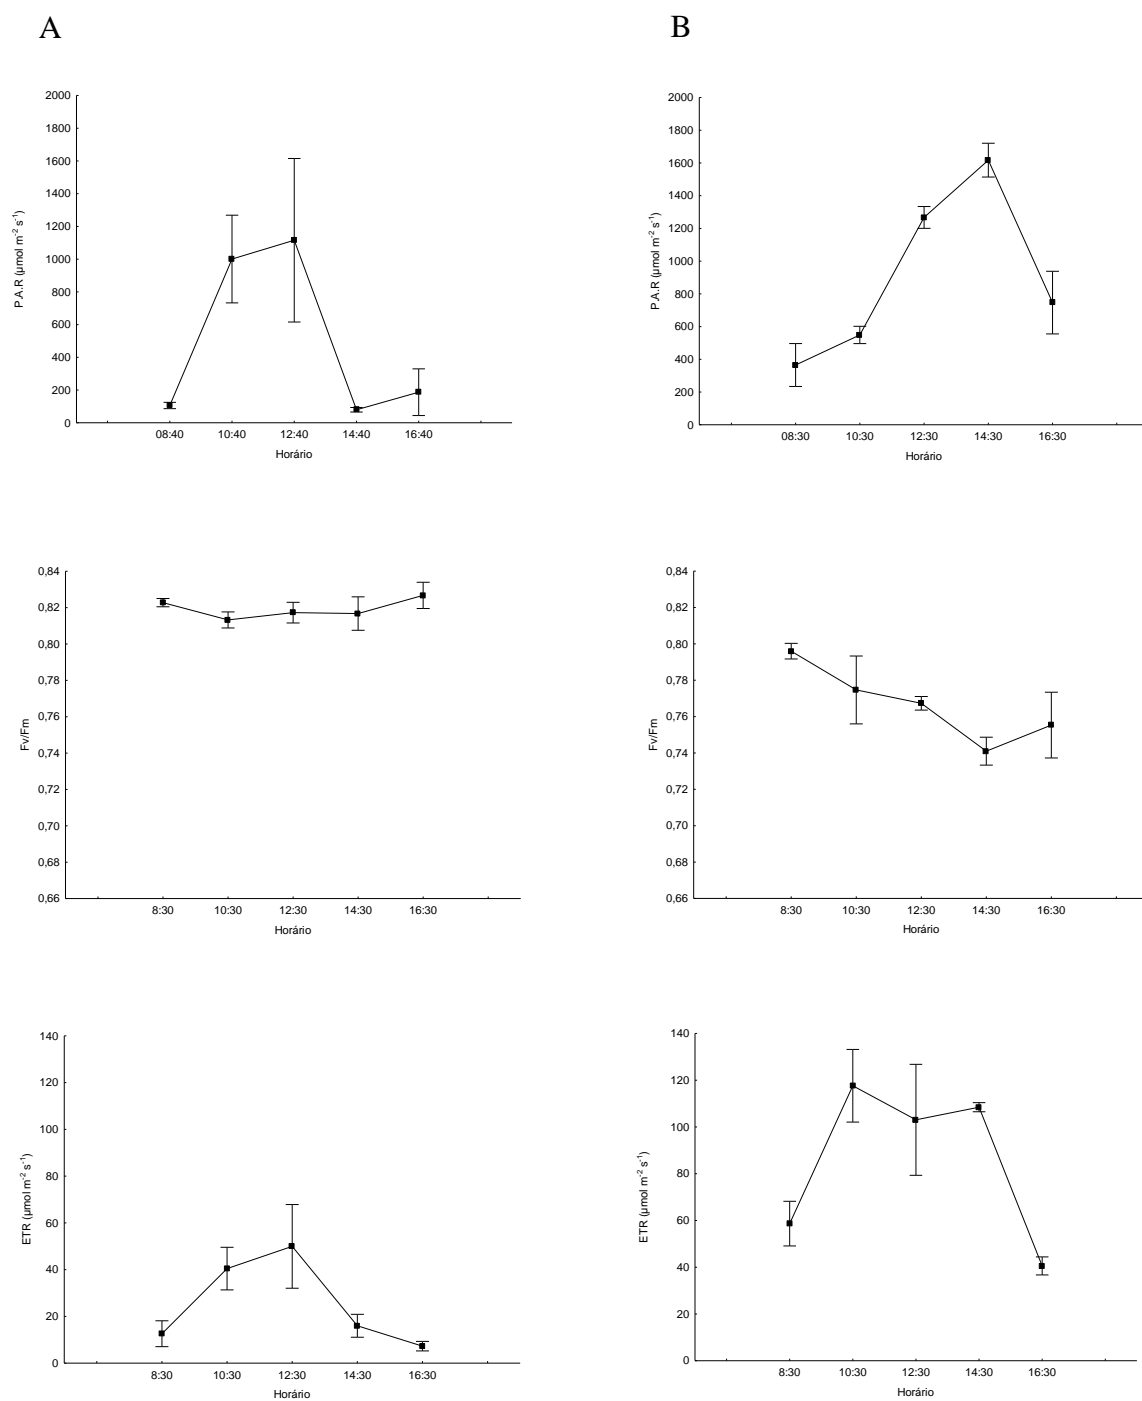 A
B
2000
1800
1600
1400
1200
1000
800
600
400
200
0
P.A.R (µmol m-2 s-1)
08:40 10:40 12:40 14:40 16:40
Horário
2000
1800
1600
1400
1200
1000
800
600
400
200
0
P.A.R (µmol m-2 s-1)
08:30 10:30 12:30 14:30 16:30
Horário
0,84
0,82
0,80
0,78
0,76
0,74
0,72
0,70
0,68
0,66
Fv/Fm
8:30 10:30 12:30 14:30 16:30
Horário
0,84
0,82
0,80
0,78
0,76
0,74
0,72
0,70
0,68
0,66
Fv/Fm
8:30 10:30 12:30 14:30 16:30
Horário
140
120
100
80
60
40
20
0
ETR (µmol m-2 s-1)
8:30 10:30 12:30 14:30 16:30
Horário
140
120
100
80
60
40
20
0
ETR (µmol m-2 s-1)
8:30 10:30 12:30 14:30 16:30
Horário